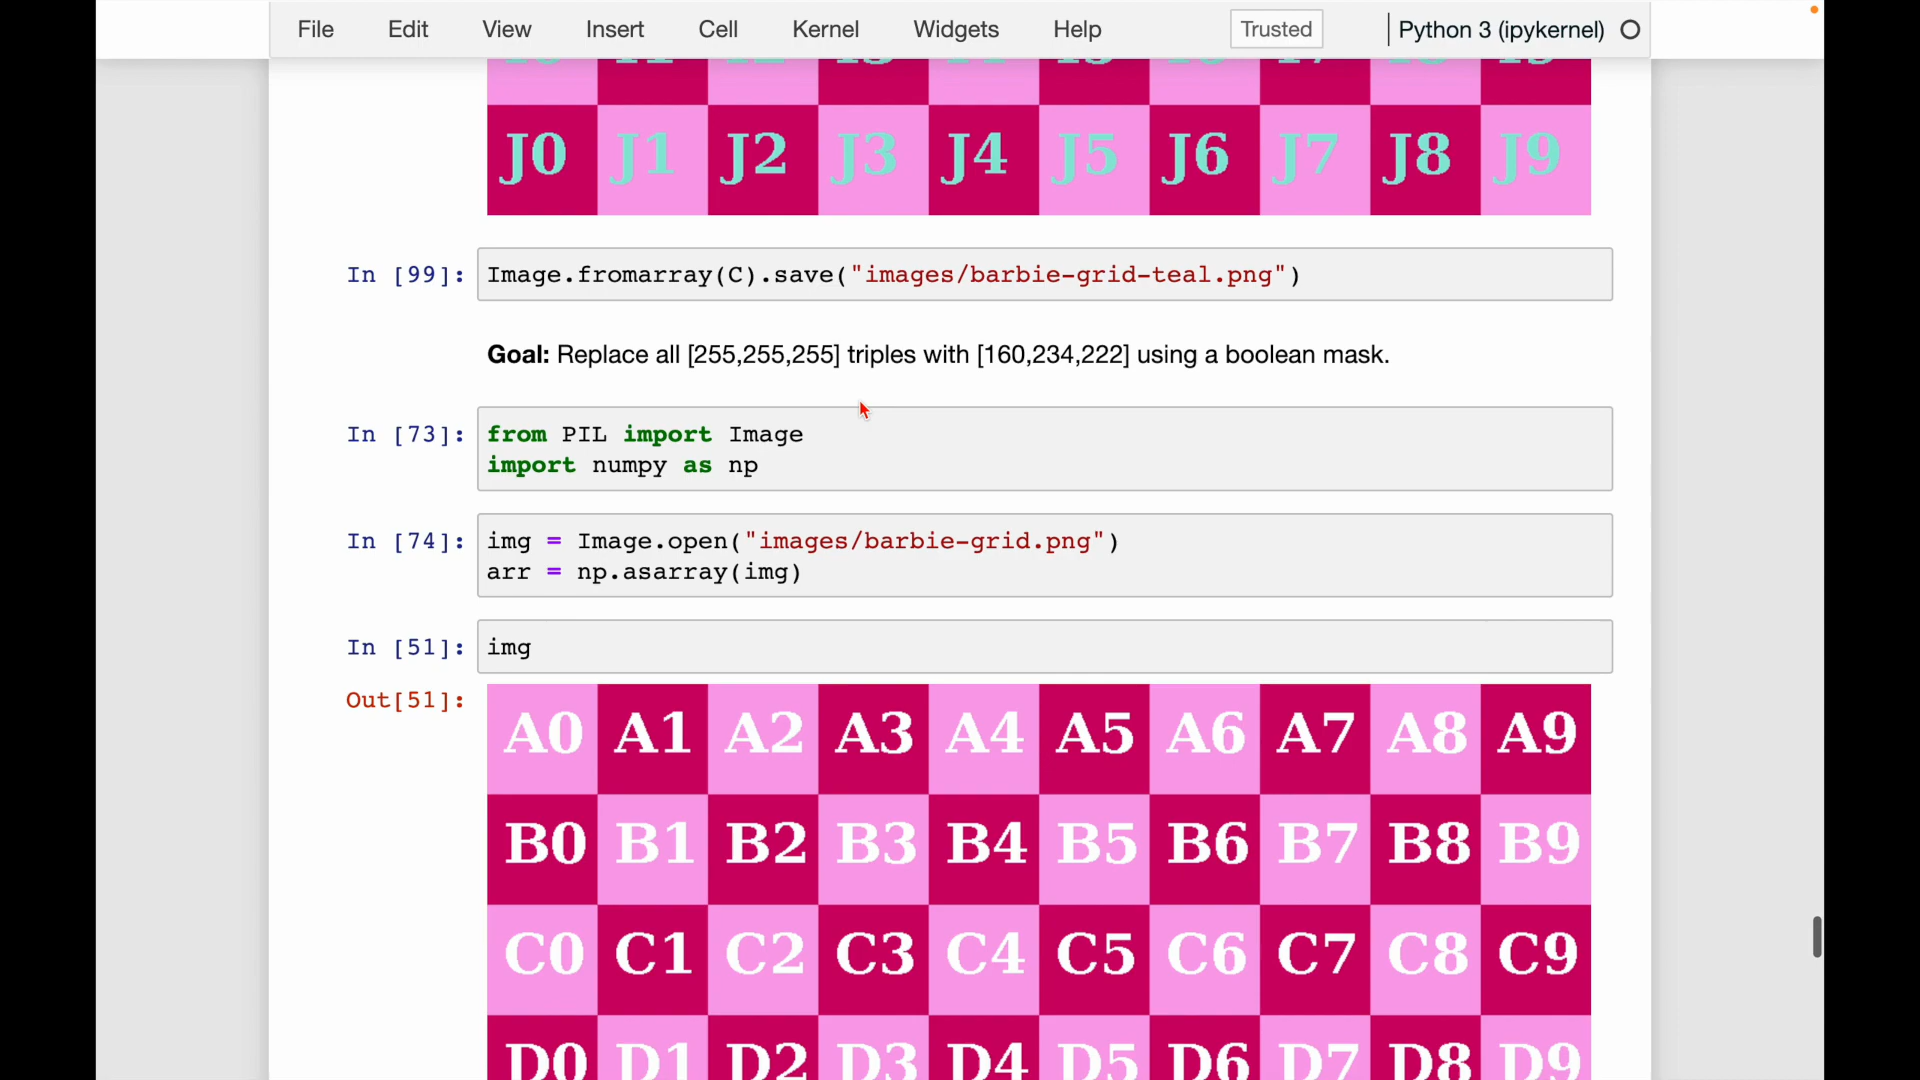 File Edit View Insert Cell Kernel Widgets Help Trusted Python 3 (ipykernel)
J0 J1 J2 J3 J4 J5 J6 J7 J8 J9
In [99]: Image.fromarray(C).save("images/barbie-grid-teal.png")
Goal: Replace all [255,255,255] triples with [160,234,222] using a boolean mask.
In [73]: from PIL import Image
import numpy as np
In [74]: img = Image.open("images/barbie-grid.png")
arr = np.asarray(img)
In [51]: img
Out[51]:
A0 A1 A2 A3 A4 A5 A6 A7 A8 A9
B0 B1 B2 B3 B4 B5 B6 B7 B8 B9
C0 C1 C2 C3 C4 C5 C6 C7 C8 C9
D0 D1 D2 D3 D4 D5 D6 D7 D8 D9